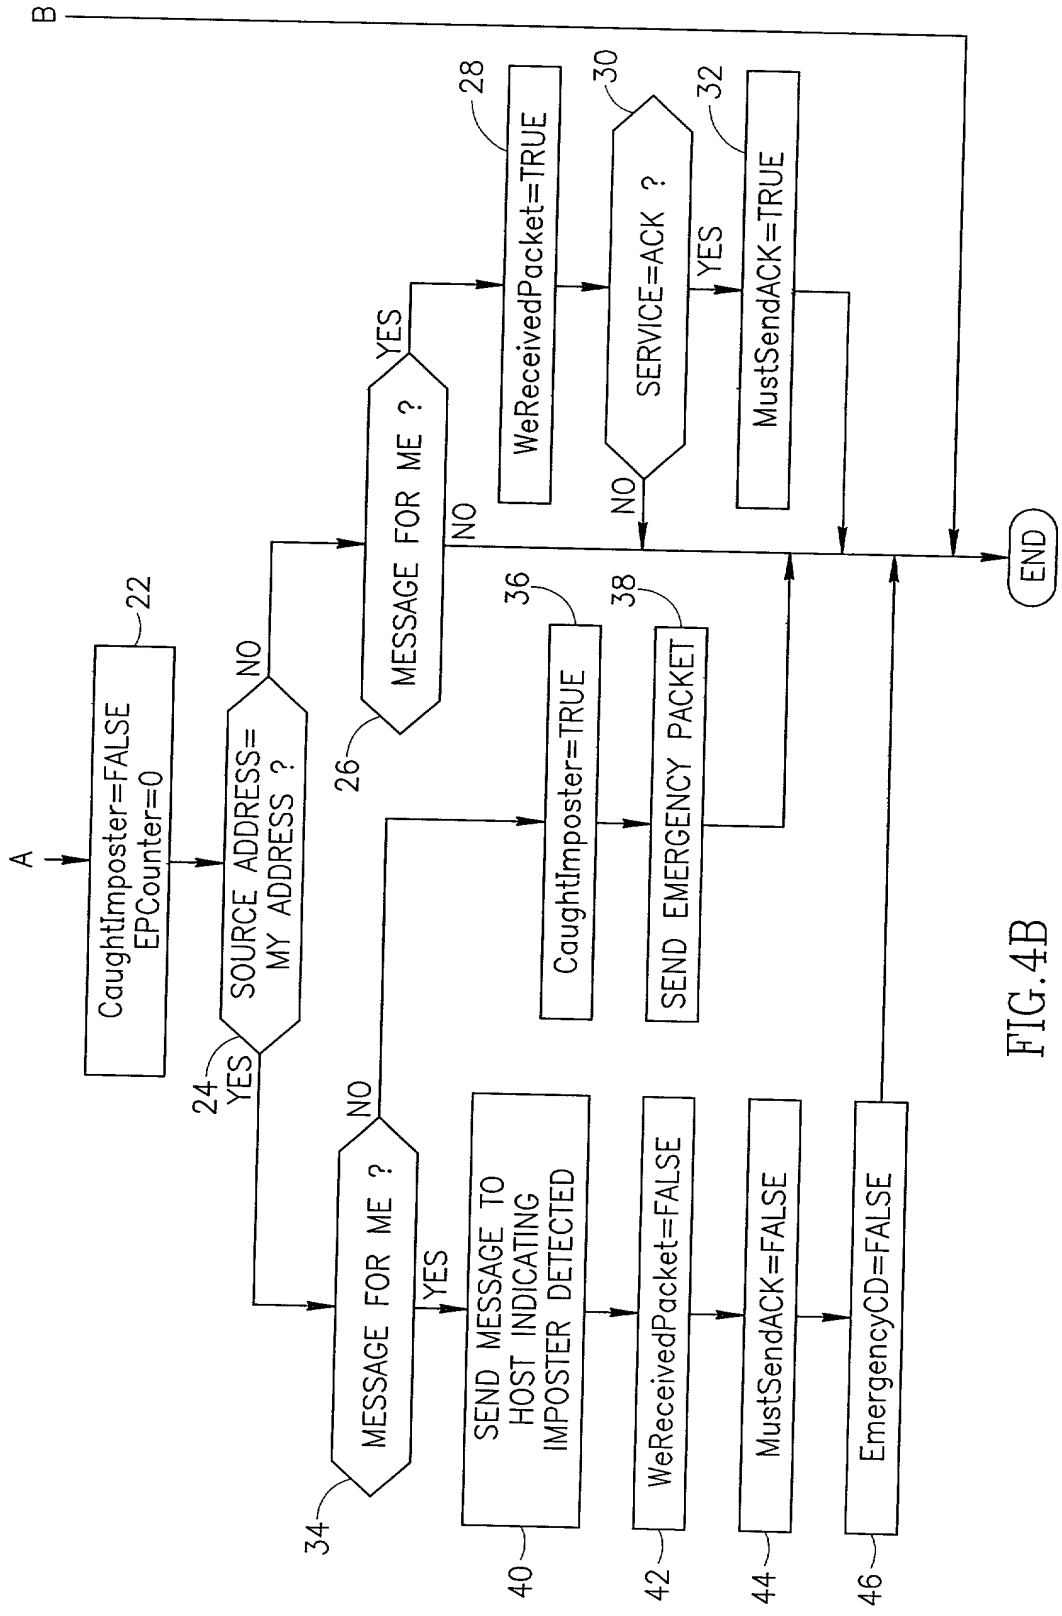 A
B
CaughtImposter=FALSE
EPCounter=0
22
SOURCE ADDRESS=
MY ADDRESS ?
24
YES
NO
MESSAGE FOR ME ?
34
NO
YES
MESSAGE FOR ME ?
26
YES
NO
SEND MESSAGE TO
HOST INDICATING
IMPOSTER DETECTED
40
CaughtImposter=TRUE
36
WeReceivedPacket=TRUE
28
WeReceivedPacket=FALSE
42
SEND EMERGENCY PACKET
38
SERVICE=ACK ?
30
NO
YES
MustSendACK=FALSE
44
MustSendACK=TRUE
32
EmergencyCD=FALSE
46
END
FIG.4B